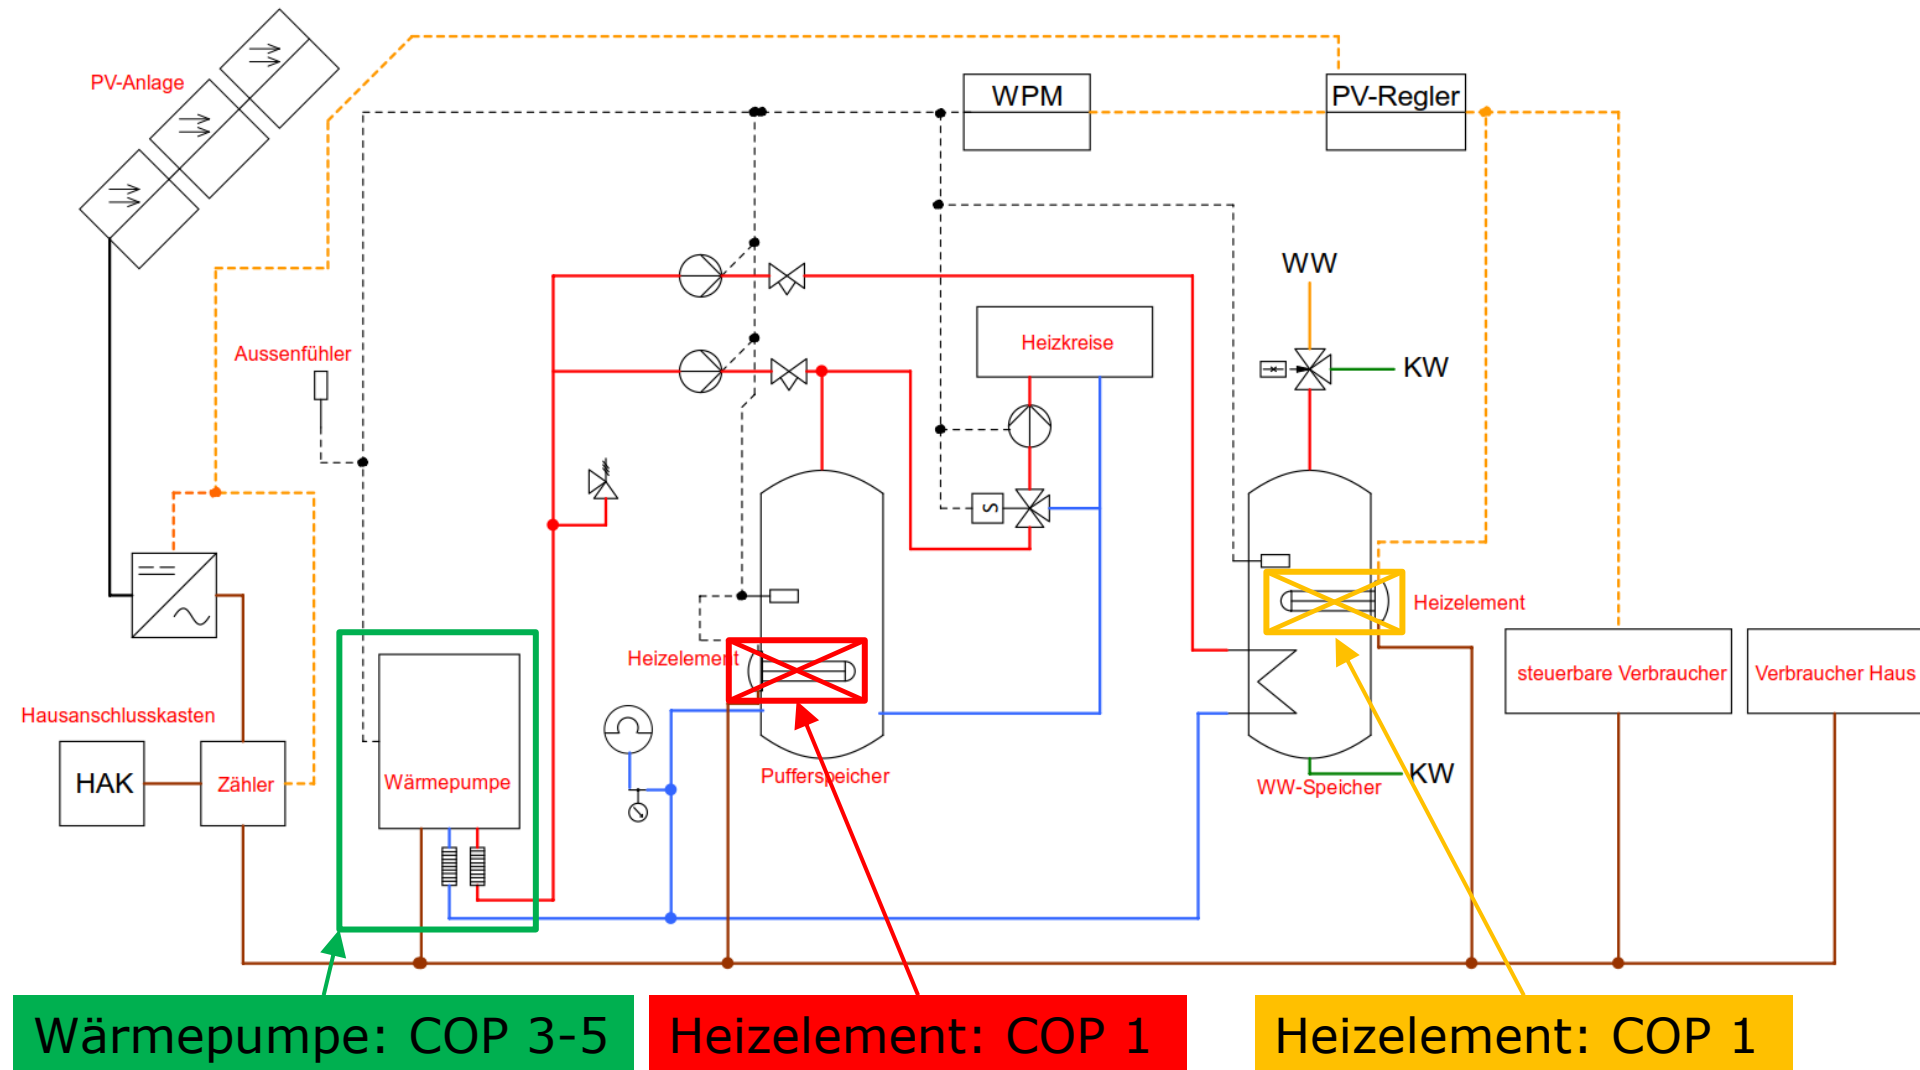 PV-Anlage
WPM
PV-Regler
WW
Aussenfühler
Heizkreise
KW
S
Heizelement
Heizelement
steuerbare Verbraucher
Verbraucher Haus
Hausanschlusskasten
HAK
Zähler
Wärmepumpe
Pufferspeicher
WW-Speicher
KW
Wärmepumpe: COP 3-5
Heizelement: COP 1
Heizelement: COP 1